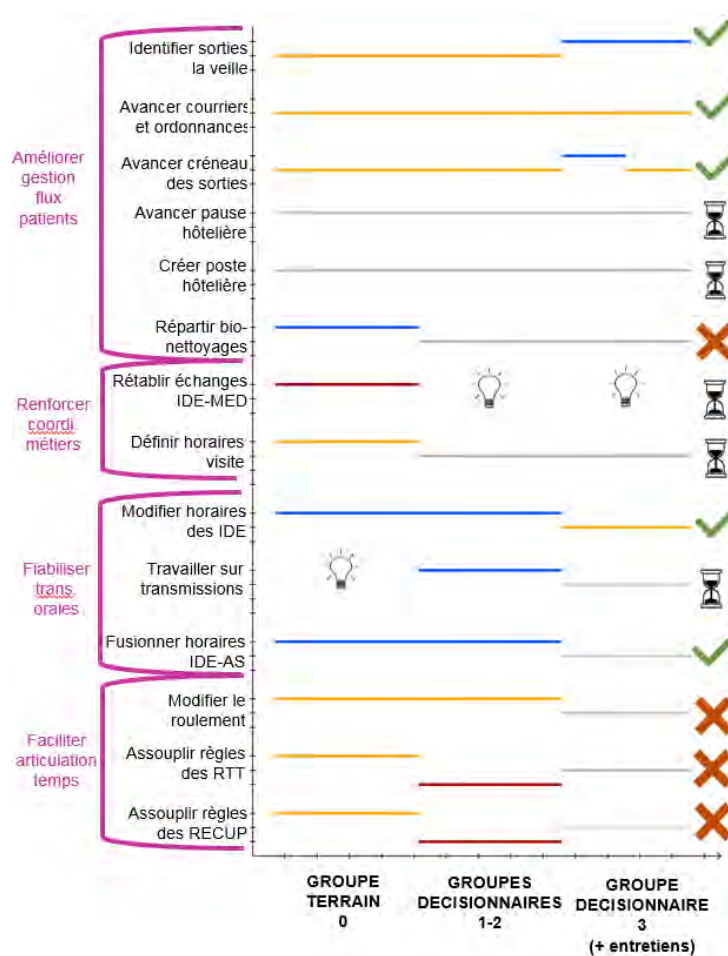 Améliorer
gestion
flux
patients
Identifier sorties
la veille
Avancer courriers
et ordonnances
Avancer créneau
des sorties
Avancer pause
hôtelière
Créer poste
hôtelière
Répartir bio-
nettoyages
Renforcer
coordi.
métiers
Rétablir échanges
IDE-MED
Définir horaires
visite
Fiabiliser
trans.
orales
Modifier horaires
des IDE
Travailler sur
transmissions
Fusionner horaires
IDE-AS
Faciliter
articulation
temps
Modifier le
roulement
Assouplir règles
des RTT
Assouplir règles
des RECUP
GROUPE
TERRAIN
0
GROUPES
DECISIONNAIRES
1-2
GROUPE
DECISIONNAIRE
3
(+ entretiens)